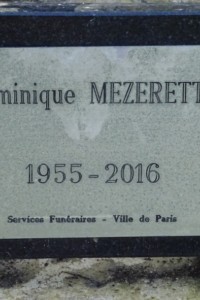 minique MEZERETT
1955-2016
Services Funéraires - Ville de Paris